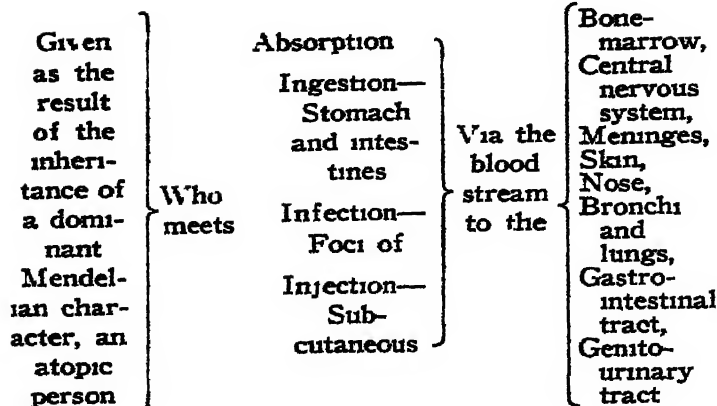 Given
as the
result
of the
inheri-
tance of
a domi-
nant
Mendel-
ian char-
acter, an
atopic
person
Who
meets
Absorption
Ingestion—
Stomach
and intes-
tines
Infection—
Foci of
Injection—
Sub-
cutaneous
Via the
blood
stream
to the
Bone-
marrow,
Central
nervous
system,
Meninges,
Skin,
Nose,
Bronchi
and
lungs,
Gastro-
intestinal
tract,
Genito-
urinary
tract